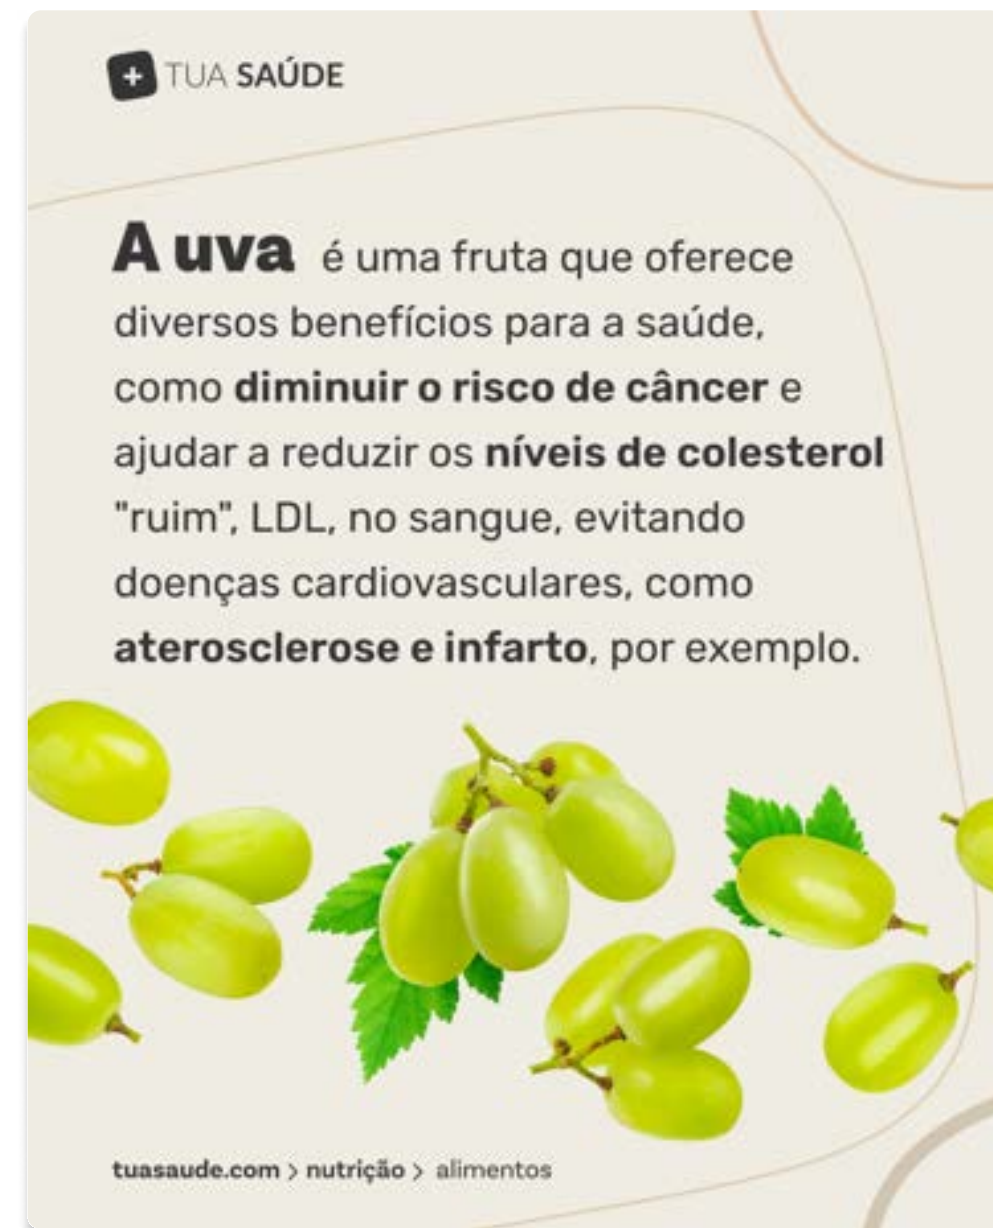 + TUA SAÚDE
A uva é uma fruta que oferece
diversos benefícios para a saúde,
como diminuir o risco de câncer e
ajudar a reduzir os níveis de colesterol
"ruim", LDL, no sangue, evitando
doenças cardiovasculares, como
aterosclerose e infarto, por exemplo.
tuasaude.com > nutrição > alimentos